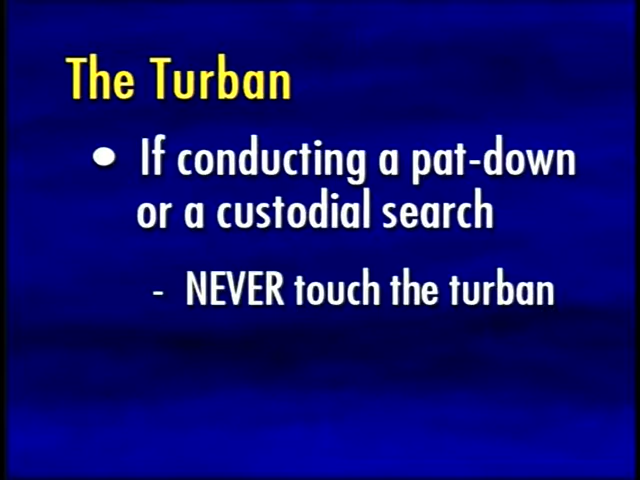 The Turban
• If conducting a pat-down
or a custodial search
- NEVER touch the turban